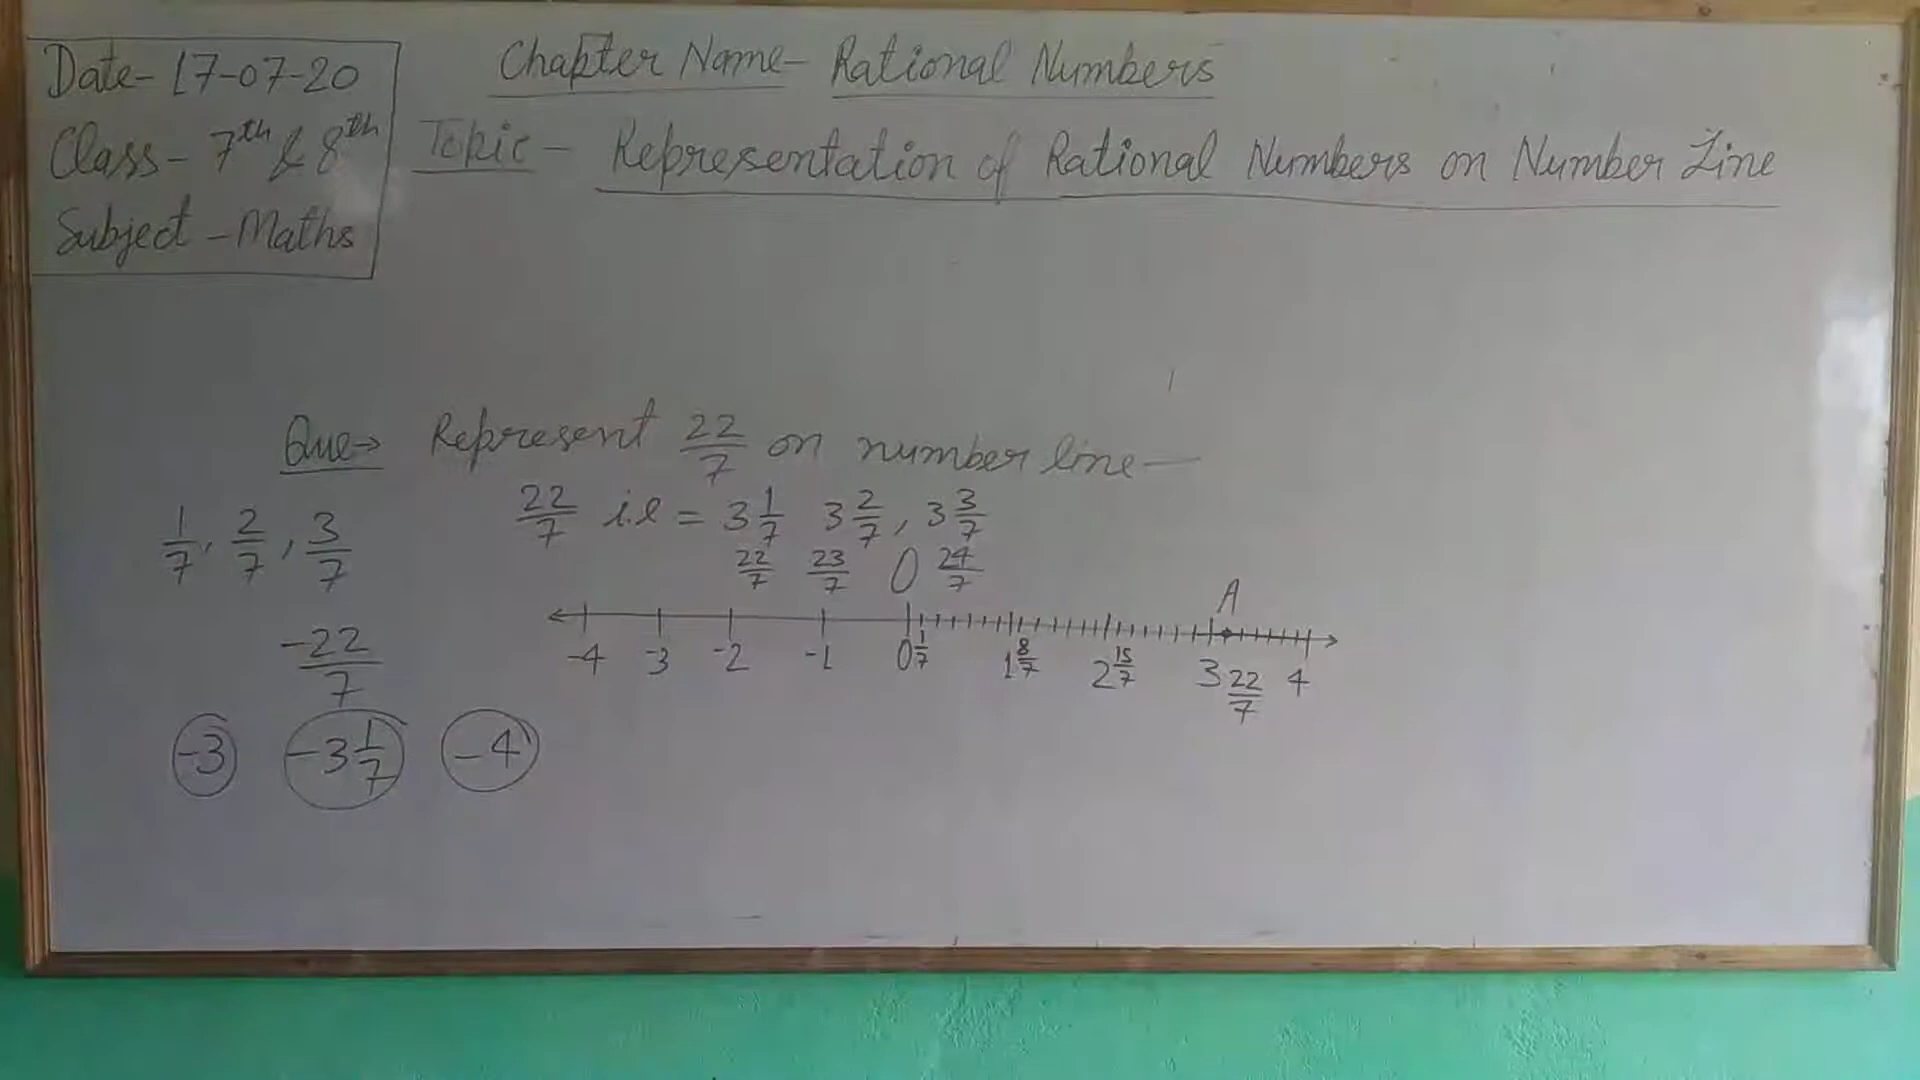 Date- 17-07-20
Class- 7th & 8th
Subject - Maths
Chapter Name- Rational Numbers
Topic - Representation of Rational Numbers on Number Line
Que→ Represent 22/7 on number line—
22/7 i.e = 3 1/7 3 2/7, 3 3/7
22/7 23/7 0 24/7
1/7, 2/7, 3/7
A
-4 -3 -2 -1 0 1/7 1 8/7 2 15/7 3 22/7 4
-22/7
-3 -3 1/7 -4